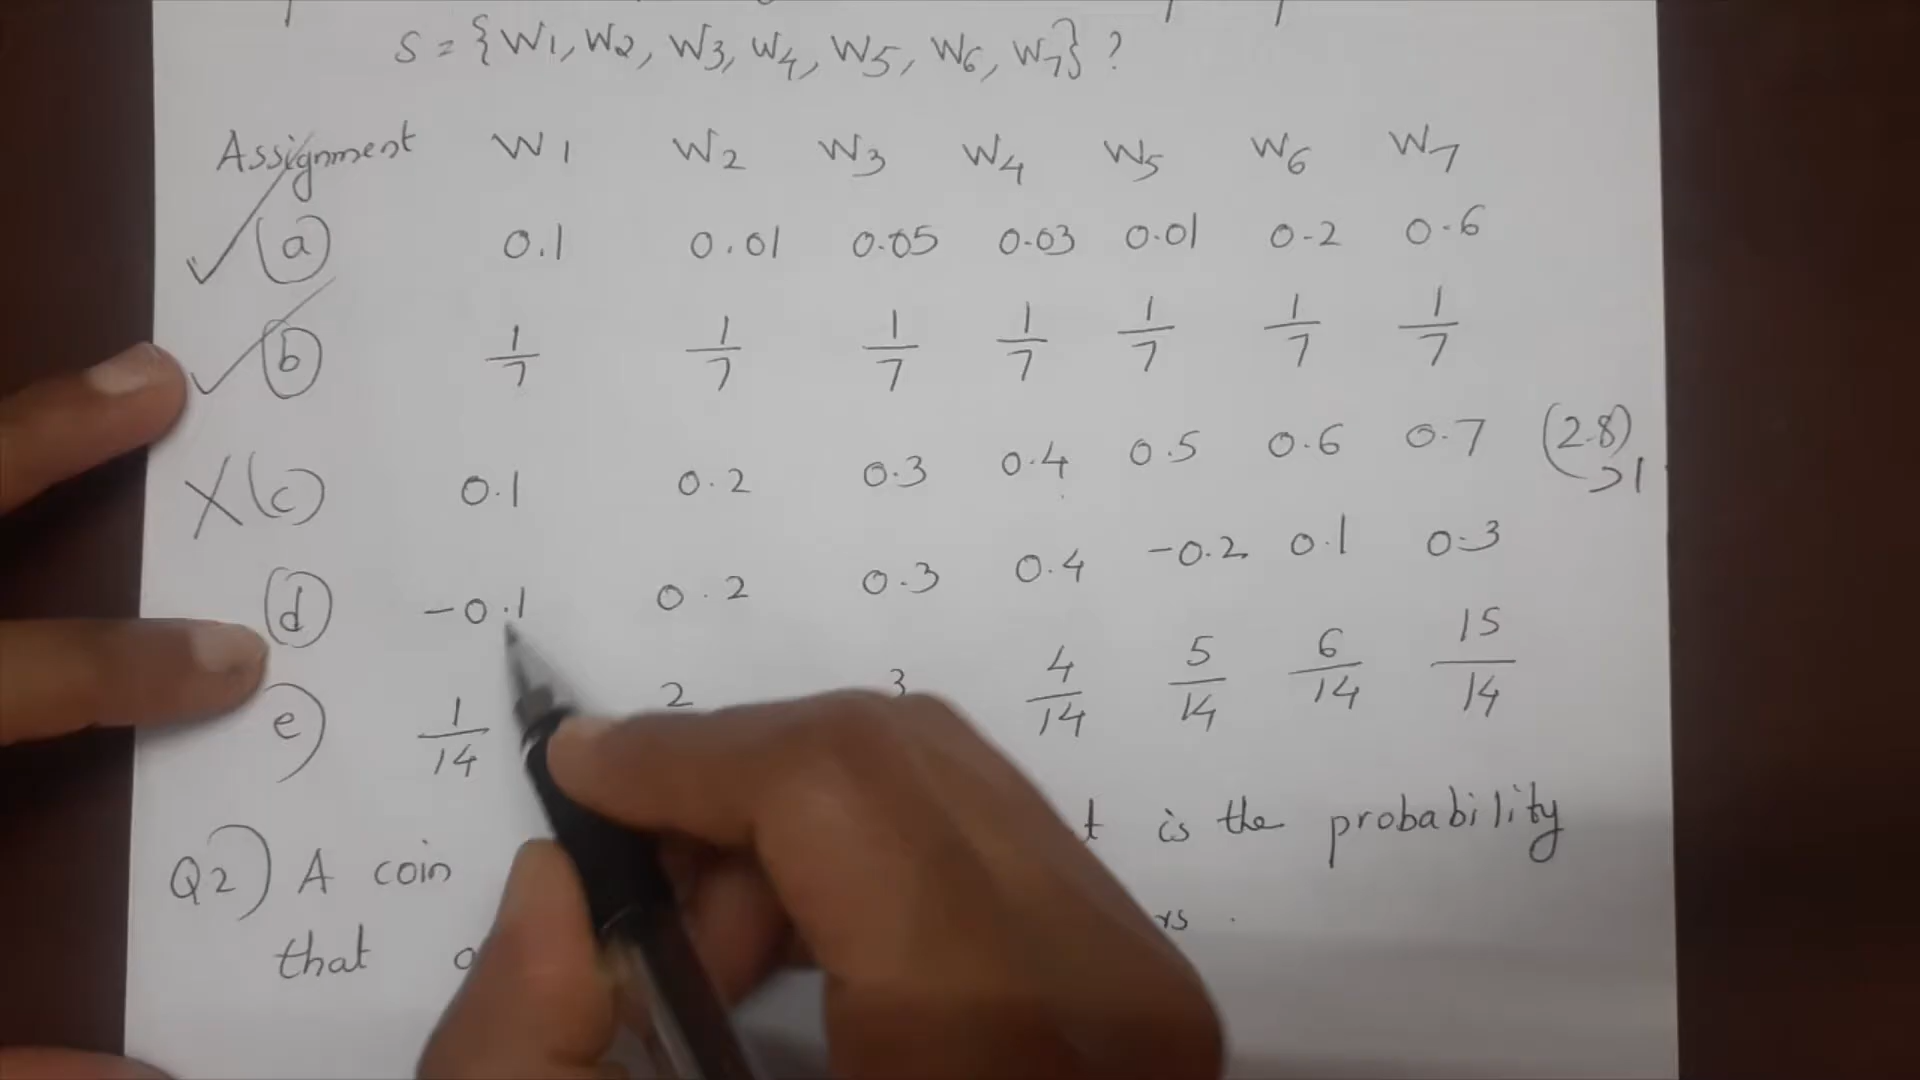 S = {W1, W2, W3, W4, W5, W6, W7} ?
Assignment W1 W2 W3 W4 W5 W6 W7
✓ (a) 0.1 0.01 0.05 0.03 0.01 0.2 0.6
✓ (b) 1/7 1/7 1/7 1/7 1/7 1/7 1/7
X (c) 0.1 0.2 0.3 0.4 0.5 0.6 0.7 (2.8) >1
(d) -0.1 0.2 0.3 0.4 -0.2 0.1 0.3
(e) 1/14 2 3 4/14 5/14 6/14 15/14
Q2) A coin is the probability
that